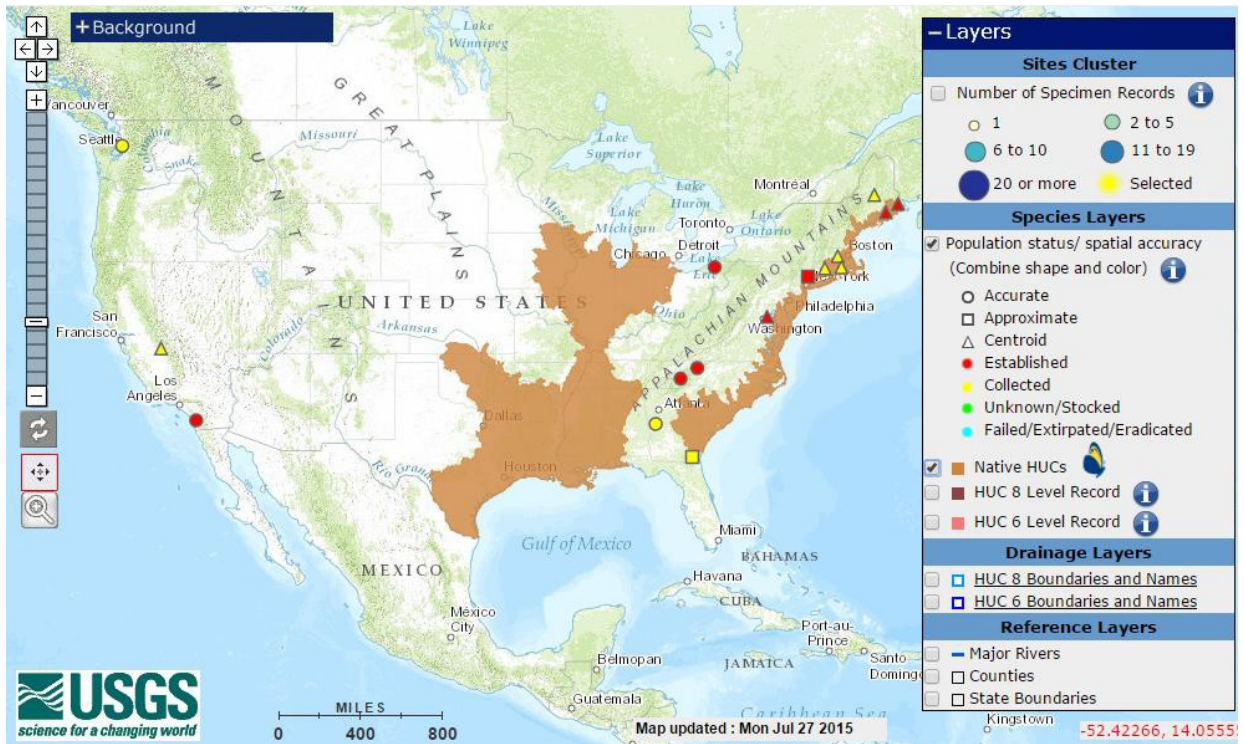 +Background
Lake
Winnipeg
Vancouver
Seattle
Columbia
Snake
Missouri
M O U N T A I N S
G R E A T P L A I N S
Lake
Superior
Lake
Huron
Lake
Michigan
Montréal
Toronto
Lake
Ontario
Detroit
Lake
Erie
Chicago
Boston
New York
Philadelphia
Washington
Ohio
APPALACHIAN MOUNTAINS
UNITED STATES
San
Francisco
Colorado
Arkansas
Los
Angeles
Atlanta
Dallas
Houston
Rio Grande
Gulf of Mexico
Miami
BAHAMAS
Havana
CUBA
MEXICO
México
City
Port-au-
Prince
Santo
Domingo
JAMAICA
Belmopan
Guatemala
Caribbean Sea
Kingstown
USGS
science for a changing world
MILES
0 400 800
Map updated : Mon Jul 27 2015
-52.42266, 14.05555
− Layers
Sites Cluster
Number of Specimen Records
1
2 to 5
6 to 10
11 to 19
20 or more
Selected
Species Layers
Population status/ spatial accuracy
(Combine shape and color)
Accurate
Approximate
Centroid
Established
Collected
Unknown/Stocked
Failed/Extirpated/Eradicated
Native HUCs
HUC 8 Level Record
HUC 6 Level Record
Drainage Layers
HUC 8 Boundaries and Names
HUC 6 Boundaries and Names
Reference Layers
Major Rivers
Counties
State Boundaries